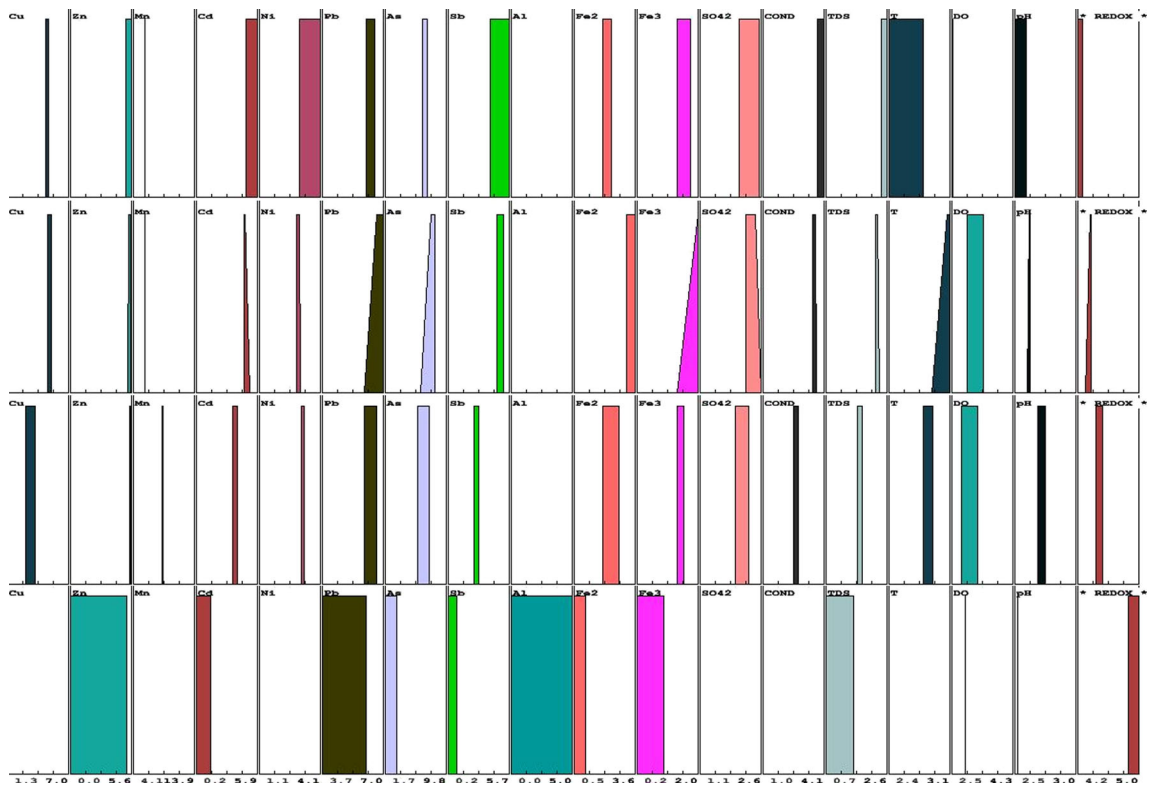 Cu Zn Mn Cd Ni Pb As Sb Al Fe2 Fe3 SO42 COND TDS T DO pH * REDOX *
Cu Zn Mn Cd Ni Pb As Sb Al Fe2 Fe3 SO42 COND TDS T DO pH * REDOX *
Cu Zn Mn Cd Ni Pb As Sb Al Fe2 Fe3 SO42 COND TDS T DO pH * REDOX *
Cu Zn Mn Cd Ni Pb As Sb Al Fe2 Fe3 SO42 COND TDS T DO pH * REDOX *
1.3 7.0 0.0 5.6 4.1 13.9 0.2 5.9 1.1 4.1 3.7 7.0 1.7 9.8 0.2 5.7 0.0 5.0 0.5 3.6 0.2 2.0 1.1 2.6 1.0 4.1 0.7 2.6 2.4 3.1 2.5 4.3 2.5 3.0 4.2 5.0